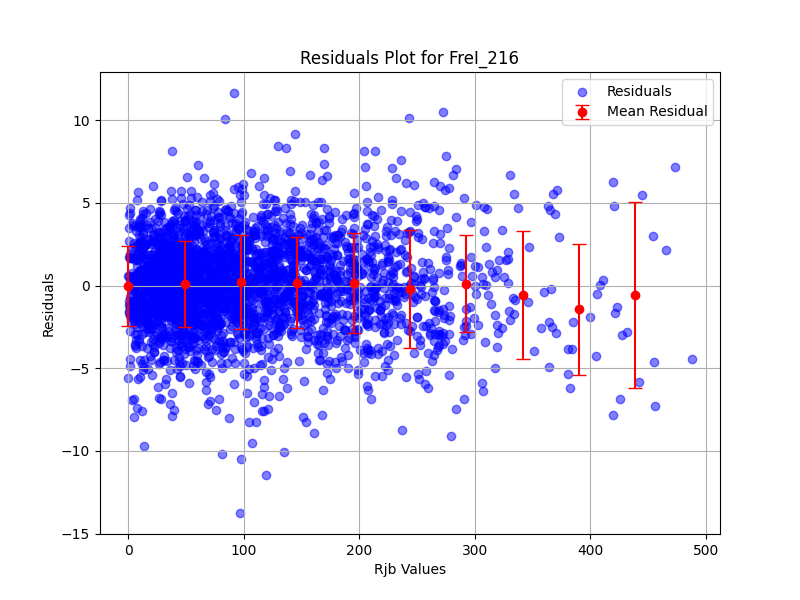 Residuals Plot for FreI_216
Residuals
Mean Residual
10
5
0
−5
−10
−15
Residuals
0
100
200
300
400
500
Rjb Values